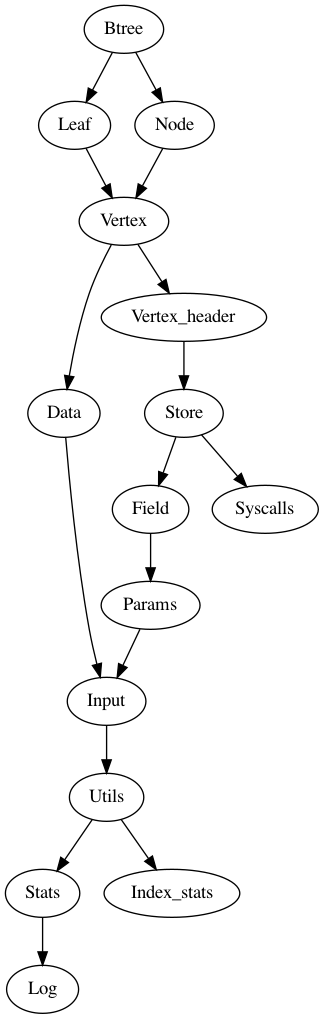 Btree
Leaf
Node
Vertex
Vertex_header
Data
Store
Field
Syscalls
Params
Input
Utils
Stats
Index_stats
Log